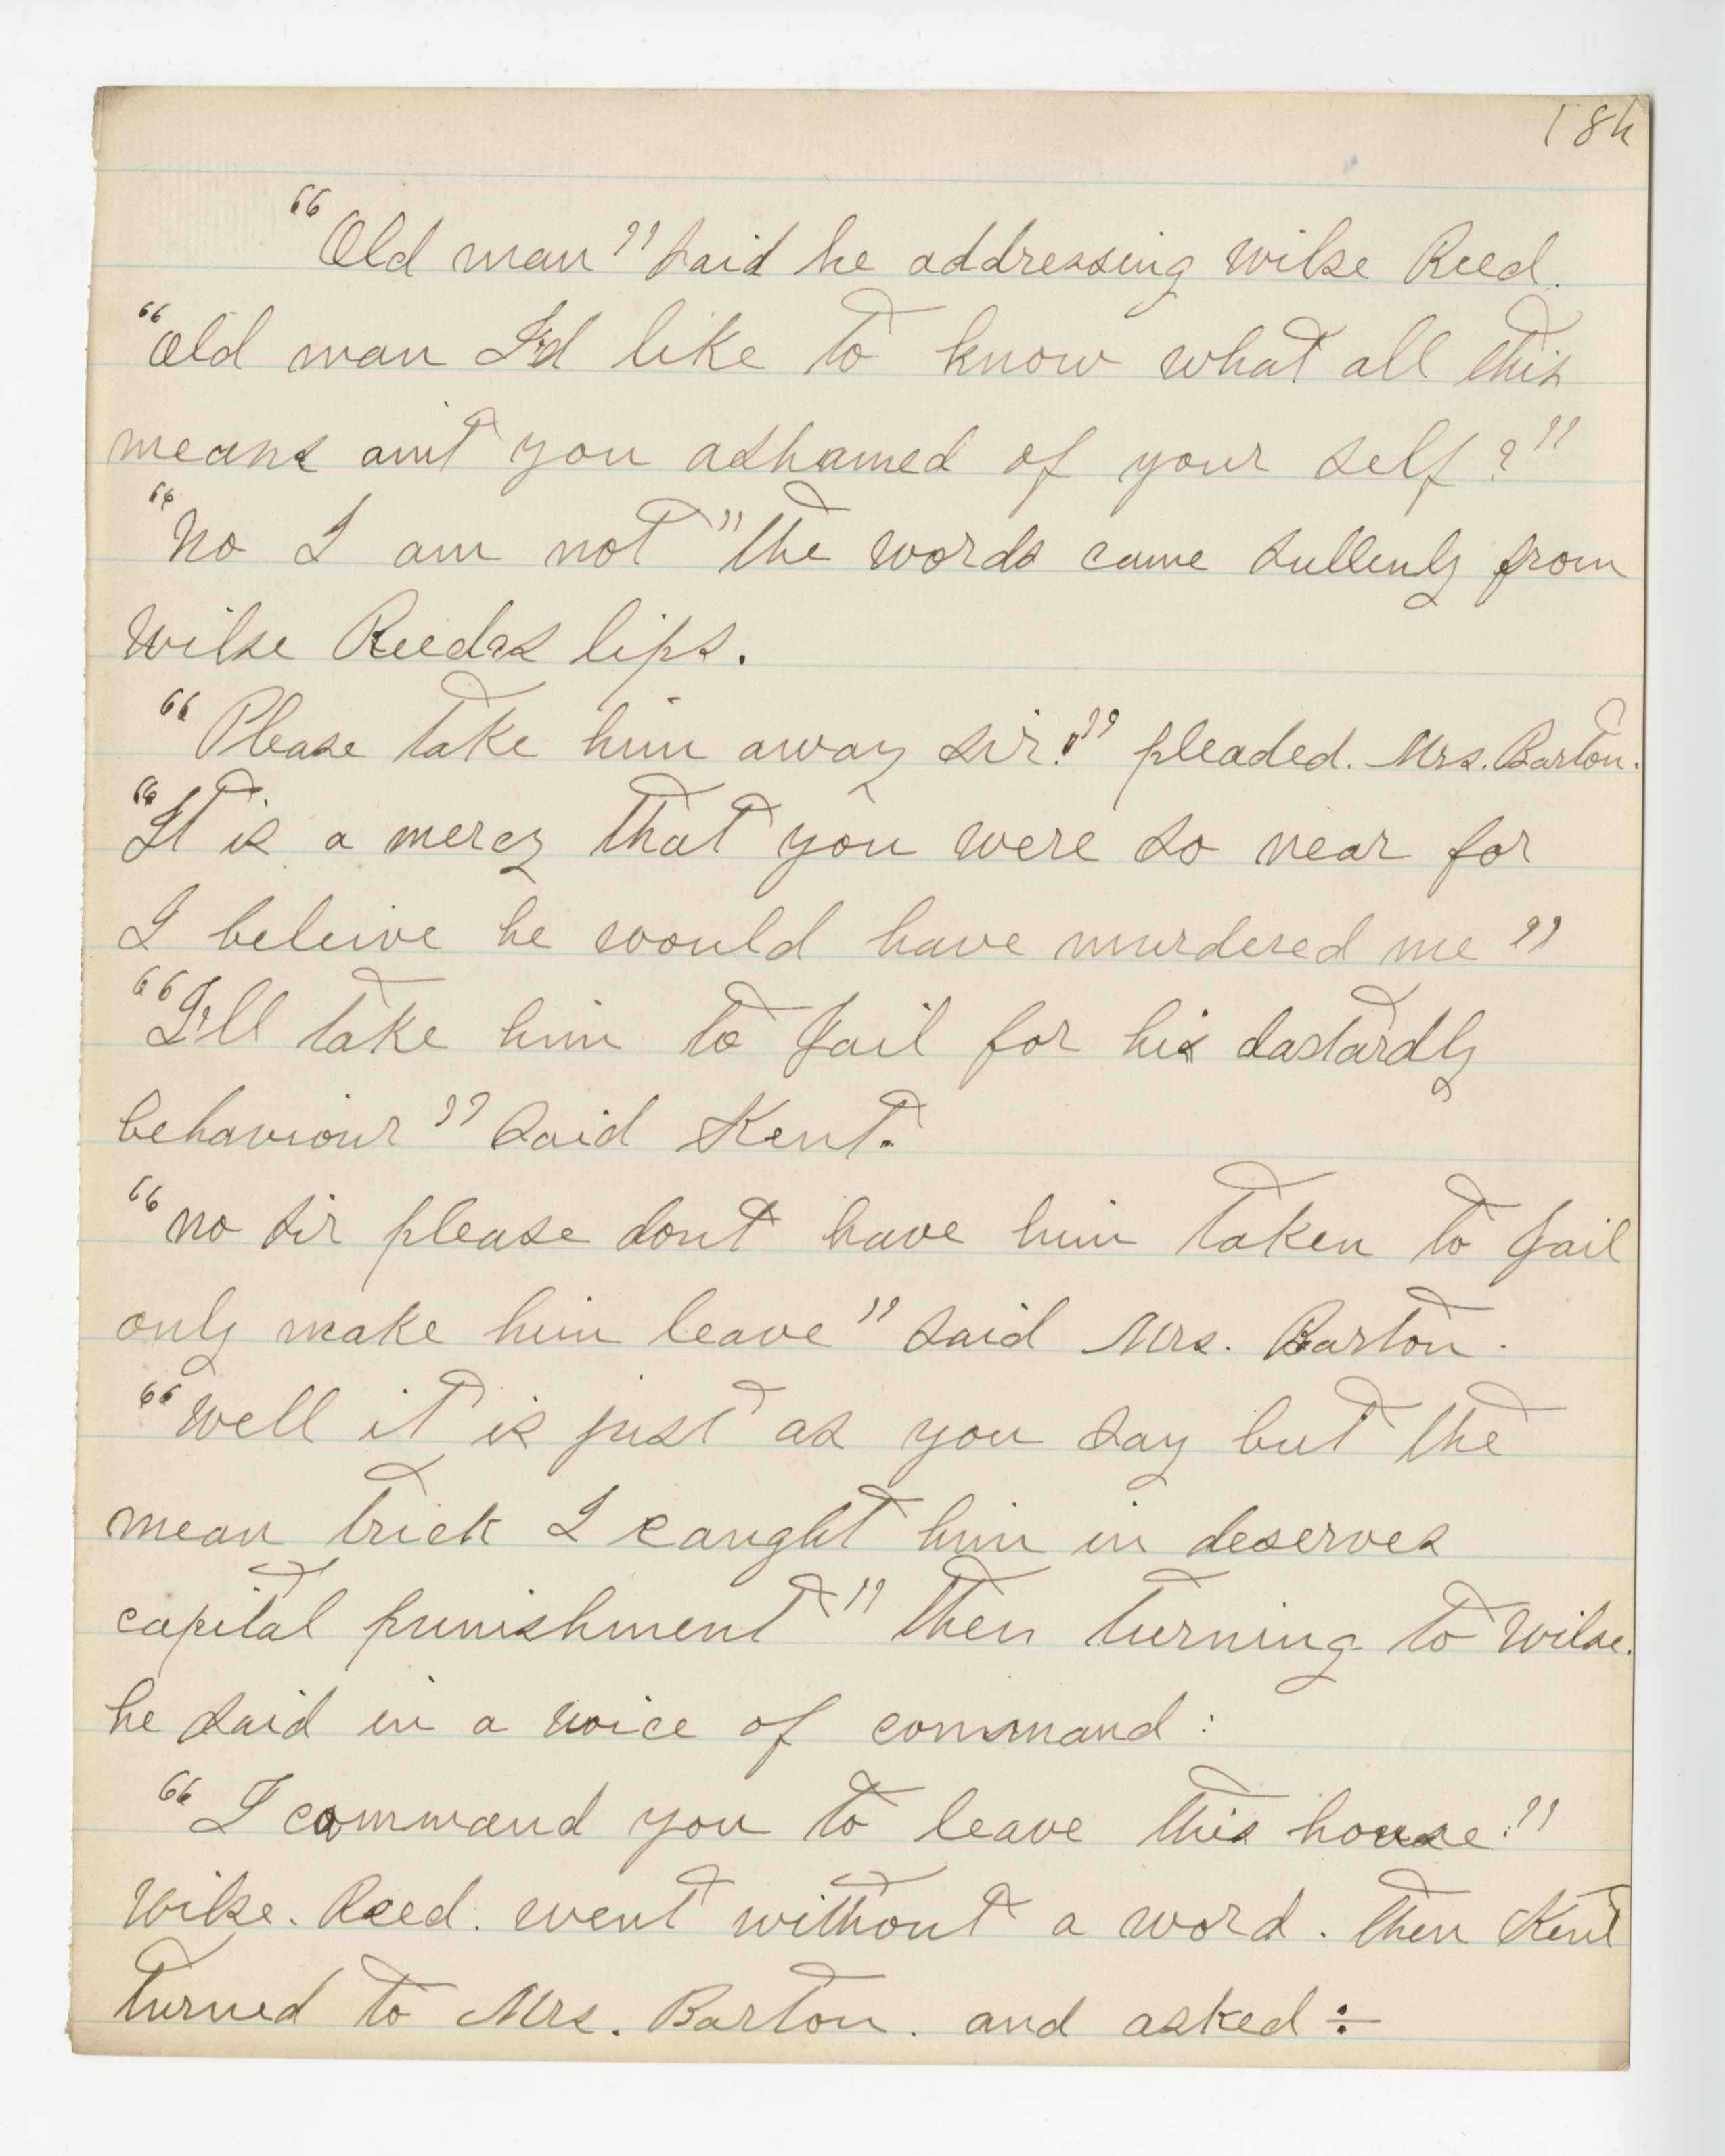 184
"Old man" said he addressing Wilse Reed.
"Old man I'd like to know what all this
means aint you ashamed of your self?"
"No I am not" the words came sullenly from
Wilse Reed's lips.
"Please take him away sir!" pleaded. Mrs. Barton.
"It is a mercy that you were so near for
I beleive he would have murdered me"
"I'll take him to Jail for his dastardly
behaviour" said Kent.
"no sir please dont have him taken to Jail
only make him leave" said Mrs. Barton.
"well it is just as you say but the
mean trick I caught him in deserves
capital punishment" then turning to Wilse.
he said in a voice of command:
"I command you to leave this house!"
Wilse. Reed. went without a word. then Kent
turned to Mrs. Barton. and asked ÷